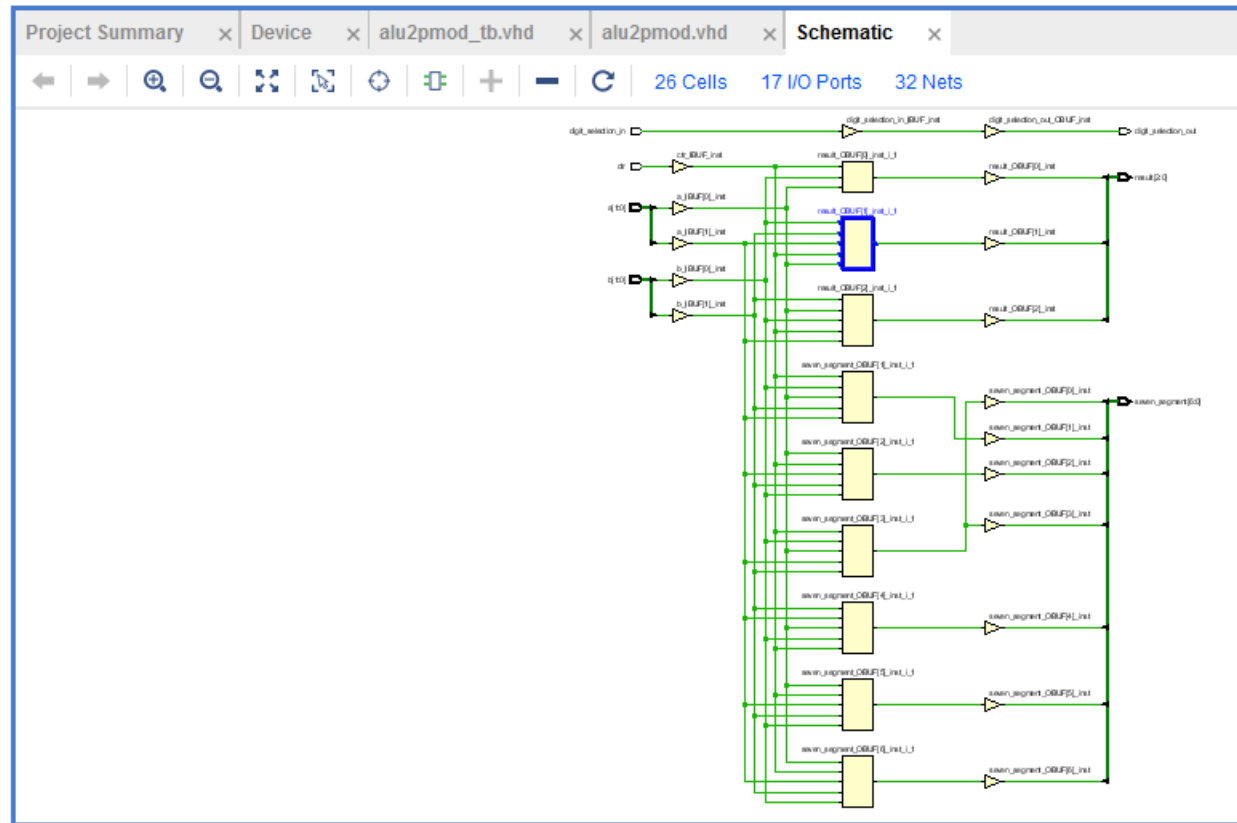 Project Summary × Device × alu2pmod_tb.vhd × alu2pmod.vhd × Schematic ×
26 Cells 17 I/O Ports 32 Nets
digit_selection_in digit_selection_in_IBUF_inst digit_selection_out_OBUF_inst digit_selection_out
ctr ctr_IBUF_inst result_OBUF[0]_inst_i_1 result_OBUF[0]_inst result[2:0]
a[1:0] a_IBUF[0]_inst result_OBUF[1]_inst_i_1
a_IBUF[1]_inst result_OBUF[1]_inst
b[1:0] b_IBUF[0]_inst
b_IBUF[1]_inst result_OBUF[2]_inst_i_1 result_OBUF[2]_inst
seven_segment_OBUF[1]_inst_i_1
seven_segment_OBUF[0]_inst seven_segment[6:0]
seven_segment_OBUF[1]_inst
seven_segment_OBUF[2]_inst_i_1
seven_segment_OBUF[2]_inst
seven_segment_OBUF[3]_inst_i_1 seven_segment_OBUF[3]_inst
seven_segment_OBUF[4]_inst_i_1
seven_segment_OBUF[4]_inst
seven_segment_OBUF[5]_inst_i_1
seven_segment_OBUF[5]_inst
seven_segment_OBUF[6]_inst_i_1
seven_segment_OBUF[6]_inst